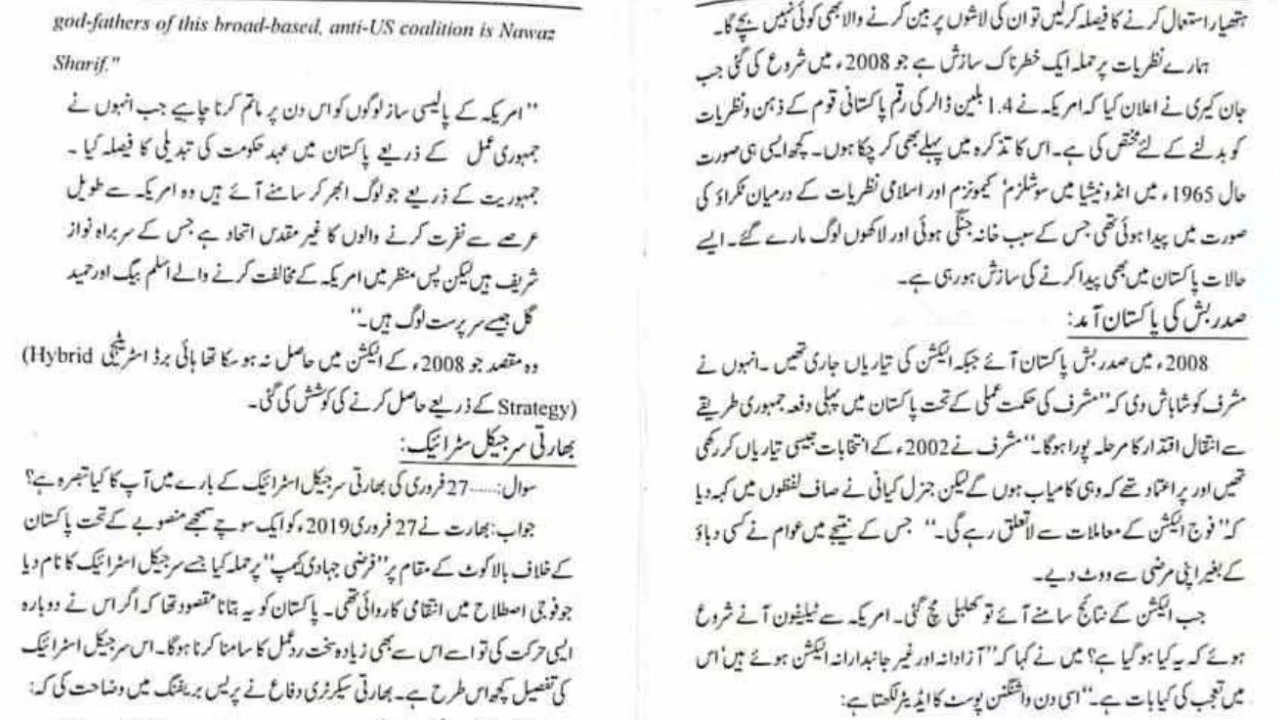 ہتھیار استعمال کرنے کا فیصلہ کر لیں تو ان کی لاشوں پر بین کرنے والا بھی کوئی نہیں بچے گا۔
ہمارے نظریات پر حملہ ایک خطرناک سازش ہے جو 2008ء میں شروع کی گئی جب
جان کیری نے اعلان کیا کہ امریکہ نے 1.4 بلین ڈالر کی رقم پاکستانی قوم کے ذہن و نظریات
کو بدلنے کے لئے مختص کی ہے۔ اس کا تذکرہ میں پہلے بھی کر چکا ہوں۔ کچھ ایسی ہی صورت
حال 1965ء میں انڈونیشیا میں سوشلزم' کمیونزم اور اسلامی نظریات کے درمیان ٹکراؤ کی
صورت میں پیدا ہوئی تھی جس کے سبب خانہ جنگی ہوئی اور لاکھوں لوگ مارے گئے۔ ایسے
حالات پاکستان میں بھی پیدا کرنے کی سازش ہو رہی ہے۔
صدر بش کی پاکستان آمد:
2008ء میں صدر بش پاکستان آئے جبکہ الیکشن کی تیاریاں جاری تھیں۔ انہوں نے
مشرف کو شاباش دی کہ "مشرف کی حکمت عملی کے تحت پاکستان میں پہلی دفعہ جمہوری طریقے
سے انتقال اقتدار کا مرحلہ پورا ہوگا۔" مشرف نے 2002ء کے انتخابات جیسی تیاریاں کر رکھی
تھیں اور پر اعتماد تھے کہ وہی کامیاب ہوں گے لیکن جنرل کیانی نے صاف لفظوں میں کہہ دیا
کہ "فوج الیکشن کے معاملات سے لاتعلق رہے گی۔" جس کے نتیجے میں عوام نے کسی دباؤ
کے بغیر اپنی مرضی سے ووٹ دیے۔
جب الیکشن کے نتائج سامنے آئے تو کھلبلی مچ گئی۔ امریکہ سے ٹیلیفون آنے شروع
ہوئے کہ یہ کیا ہو گیا ہے؟ میں نے کہا کہ "آزادانہ اور غیر جانبدارانہ الیکشن ہوئے ہیں' اس
میں تعجب کی کیا بات ہے۔" اسی دن واشنگٹن پوسٹ کا ایڈیٹر لکھتا ہے:
god-fathers of this broad-based, anti-US coalition is Nawaz
Sharif."
"امریکہ کے پالیسی ساز لوگوں کو اس دن پر ماتم کرنا چاہیے جب انہوں نے
جمہوری عمل کے ذریعے پاکستان میں عہد حکومت کی تبدیلی کا فیصلہ کیا۔
جمہوریت کے ذریعے جو لوگ ابھر کر سامنے آئے ہیں وہ امریکہ سے طویل
عرصے سے نفرت کرنے والوں کا غیر مقدس اتحاد ہے جس کے سربراہ نواز
شریف ہیں لیکن پس منظر میں امریکہ کے مخالفت کرنے والے اسلم بیگ اور حمید
گل جیسے سرپرست لوگ ہیں۔"
وہ مقصد جو 2008ء کے الیکشن میں حاصل نہ ہو سکا تھا ہائی برڈ اسٹریٹیجی (Hybrid
Strategy) کے ذریعے حاصل کرنے کی کوشش کی گئی۔
بھارتی سرجیکل سٹرائیک:
سوال:.....27 فروری کی بھارتی سرجیکل اسٹرائیک کے بارے میں آپ کا کیا تبصرہ ہے؟
جواب: بھارت نے 27 فروری 2019ء کو ایک سوچے سمجھے منصوبے کے تحت پاکستان
کے خلاف بالاکوٹ کے مقام پر "فرضی جہادی کیمپ" پر حملہ کیا جسے سرجیکل اسٹرائیک کا نام دیا
جو فوجی اصطلاح میں انتقامی کاروائی تھی۔ پاکستان کو یہ بتانا مقصود تھا کہ اگر اس نے دوبارہ
ایسی حرکت کی تو اسے اس سے بھی زیادہ سخت ردعمل کا سامنا کرنا ہوگا۔ اس سرجیکل اسٹرائیک
کی تفصیل کچھ اس طرح ہے۔ بھارتی سیکرٹری دفاع نے پریس بریفنگ میں وضاحت کی کہ: